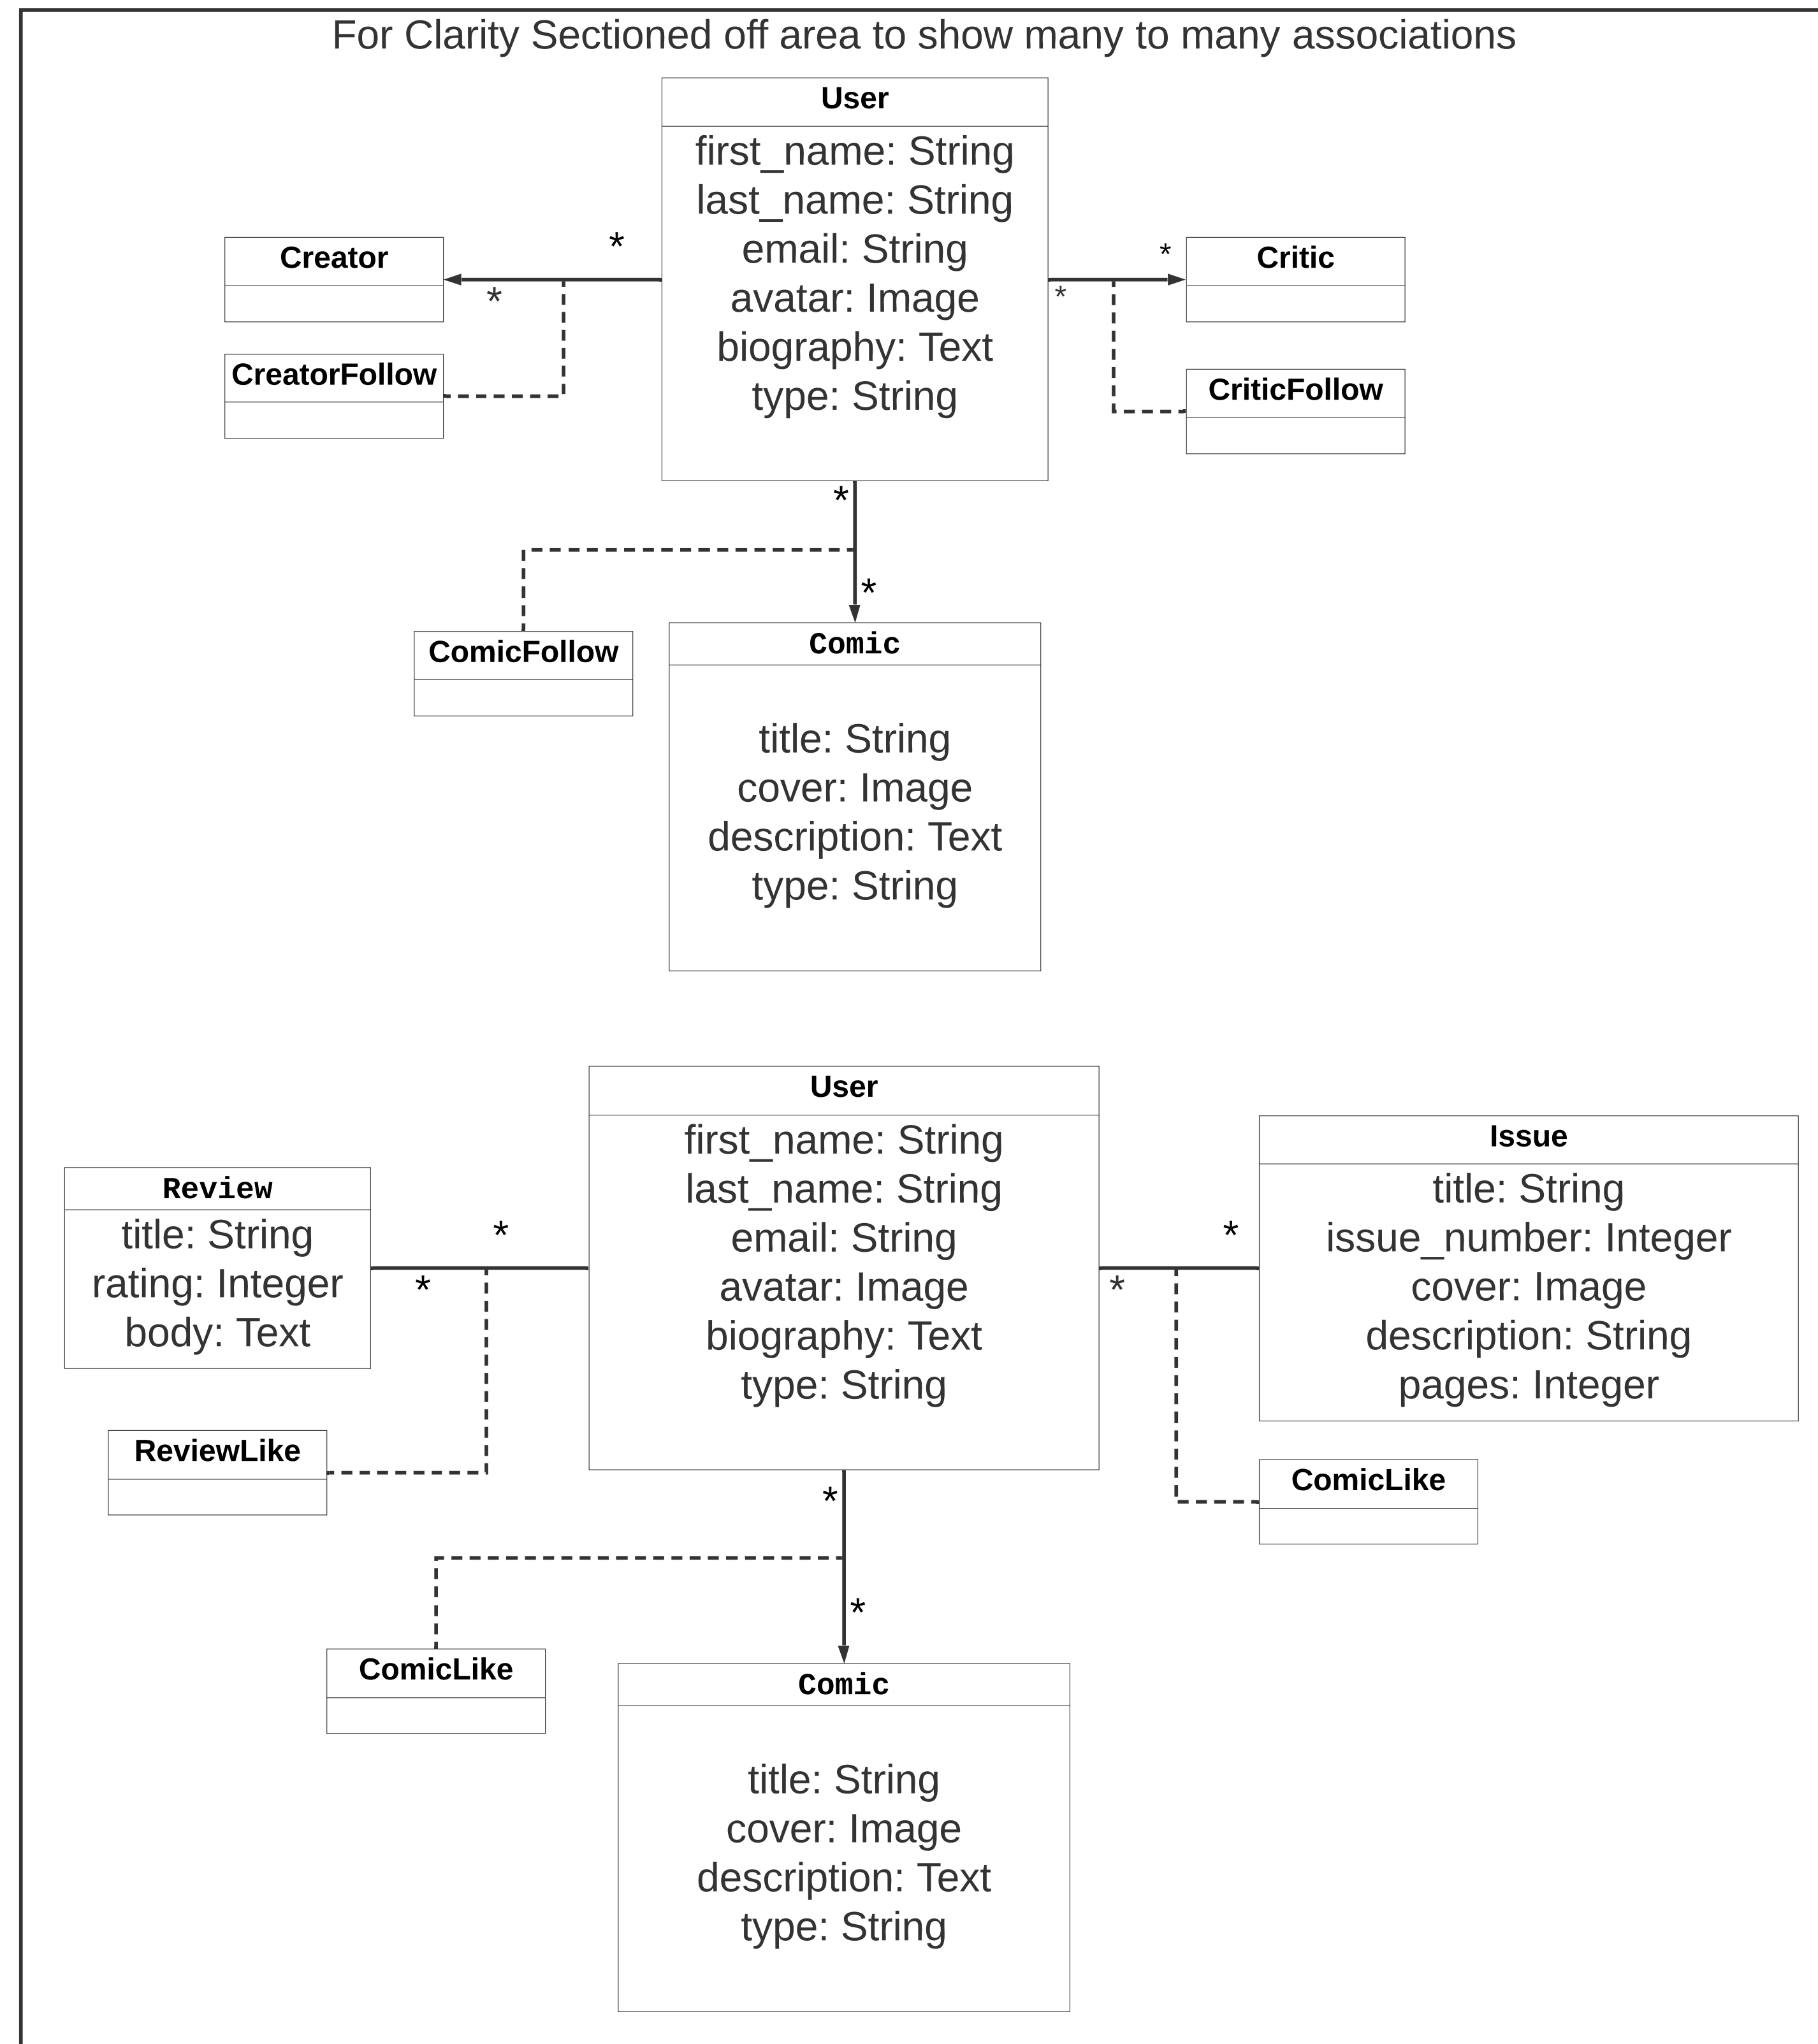 For Clarity Sectioned off area to show many to many associations
User
first_name: String
last_name: String
email: String
avatar: Image
biography: Text
type: String
*
*
Creator
CreatorFollow
*
*
Critic
CriticFollow
*
*
ComicFollow
Comic
title: String
cover: Image
description: Text
type: String
User
first_name: String
last_name: String
email: String
avatar: Image
biography: Text
type: String
Review
title: String
rating: Integer
body: Text
*
*
ReviewLike
Issue
title: String
issue_number: Integer
cover: Image
description: String
pages: Integer
*
*
ComicLike
*
*
ComicLike
Comic
title: String
cover: Image
description: Text
type: String